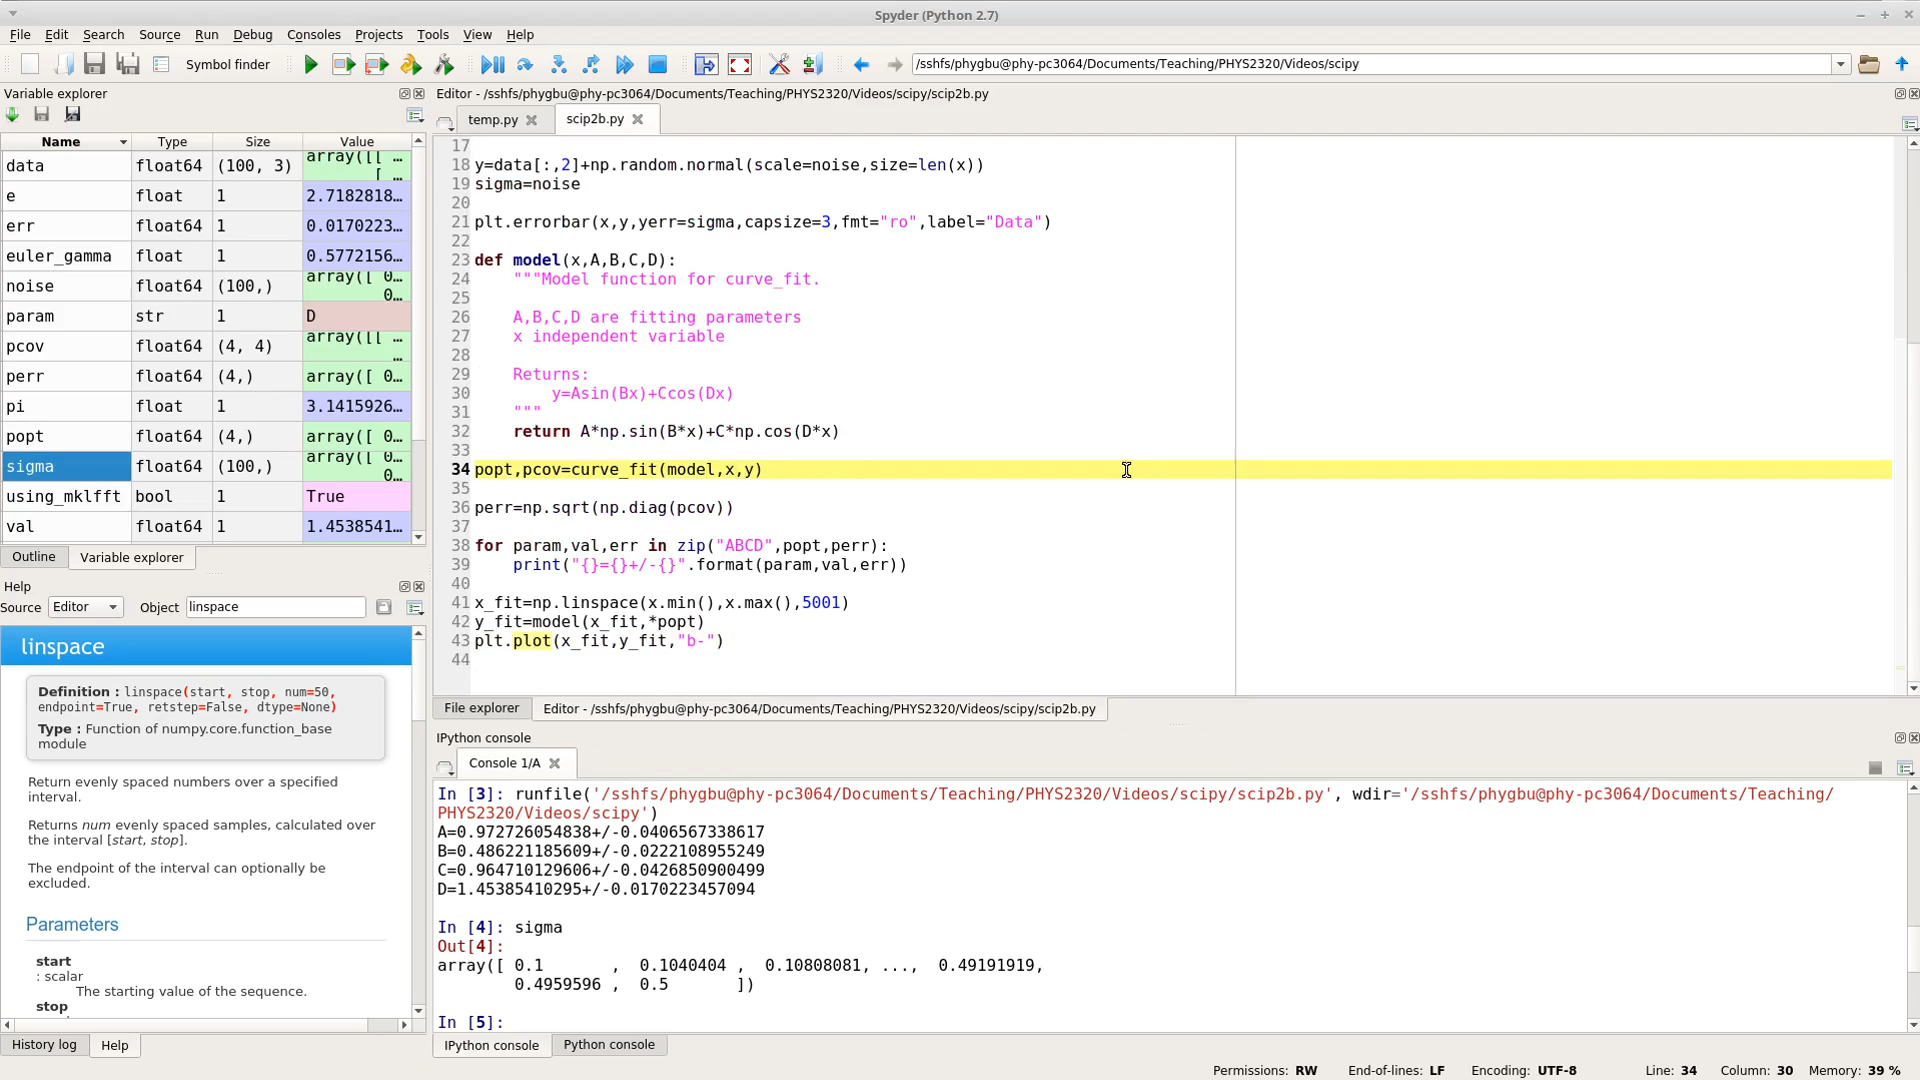 Spyder (Python 2.7)
File Edit Search Source Run Debug Consoles Projects Tools View Help
Symbol finder
/sshfs/phygbu@phy-pc3064/Documents/Teaching/PHYS2320/Videos/scipy
Variable explorer
Name Type Size Value
data float64 (100, 3) array([[ …
[ …
e float 1 2.7182818…
err float 1 0.0170223…
euler_gamma float 1 0.5772156…
noise float64 (100,) array([ 0…
0…
param str 1 D
pcov float64 (4, 4) array([[ …
…
perr float64 (4,) array([ 0…
pi float 1 3.1415926…
popt float64 (4,) array([ 0…
sigma float64 (100,) array([ 0…
0…
using_mklfft bool 1 True
val float64 1 1.4538541…
Outline Variable explorer
Help
Source Editor Object linspace
linspace
Definition : linspace(start, stop, num=50,
endpoint=True, retstep=False, dtype=None)
Type : Function of numpy.core.function_base
module
Return evenly spaced numbers over a specified
interval.
Returns num evenly spaced samples, calculated over
the interval [start, stop].
The endpoint of the interval can optionally be
excluded.
Parameters
start
: scalar
The starting value of the sequence.
stop
History log Help
Editor - /sshfs/phygbu@phy-pc3064/Documents/Teaching/PHYS2320/Videos/scipy/scip2b.py
temp.py scip2b.py
17
18 y=data[:,2]+np.random.normal(scale=noise,size=len(x))
19 sigma=noise
20
21 plt.errorbar(x,y,yerr=sigma,capsize=3,fmt="ro",label="Data")
22
23 def model(x,A,B,C,D):
24 """Model function for curve_fit.
25
26 A,B,C,D are fitting parameters
27 x independent variable
28
29 Returns:
30 y=Asin(Bx)+Ccos(Dx)
31 """
32 return A*np.sin(B*x)+C*np.cos(D*x)
33
34 popt,pcov=curve_fit(model,x,y)
35
36 perr=np.sqrt(np.diag(pcov))
37
38 for param,val,err in zip("ABCD",popt,perr):
39 print("{}={}+/-{}".format(param,val,err))
40
41 x_fit=np.linspace(x.min(),x.max(),5001)
42 y_fit=model(x_fit,*popt)
43 plt.plot(x_fit,y_fit,"b-")
44
File explorer Editor - /sshfs/phygbu@phy-pc3064/Documents/Teaching/PHYS2320/Videos/scipy/scip2b.py
IPython console
Console 1/A
In [3]: runfile('/sshfs/phygbu@phy-pc3064/Documents/Teaching/PHYS2320/Videos/scipy/scip2b.py', wdir='/sshfs/phygbu@phy-pc3064/Documents/Teaching/
PHYS2320/Videos/scipy')
A=0.972726054838+/-0.0406567338617
B=0.486221185609+/-0.0222108955249
C=0.964710129606+/-0.0426850900499
D=1.45385410295+/-0.0170223457094
In [4]: sigma
Out[4]:
array([ 0.1 , 0.1040404 , 0.10808081, ..., 0.49191919,
0.4959596 , 0.5 ])
In [5]:
IPython console Python console
Permissions: RW End-of-lines: LF Encoding: UTF-8 Line: 34 Column: 30 Memory: 39 %